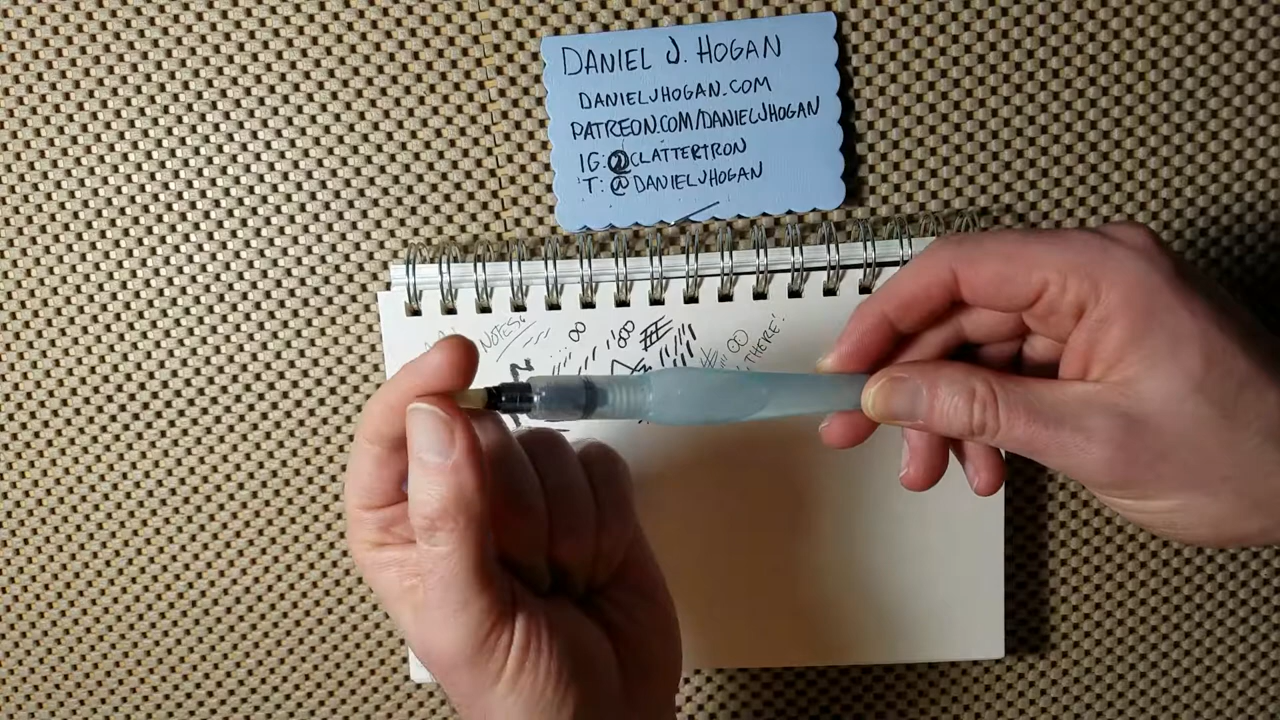 DANIEL J. HOGAN
DANIELJHOGAN.COM
PATREON.COM/DANIELJHOGAN
IG: @CLATTERTRON
T: @DANIELJHOGAN
NOTES
THERE!